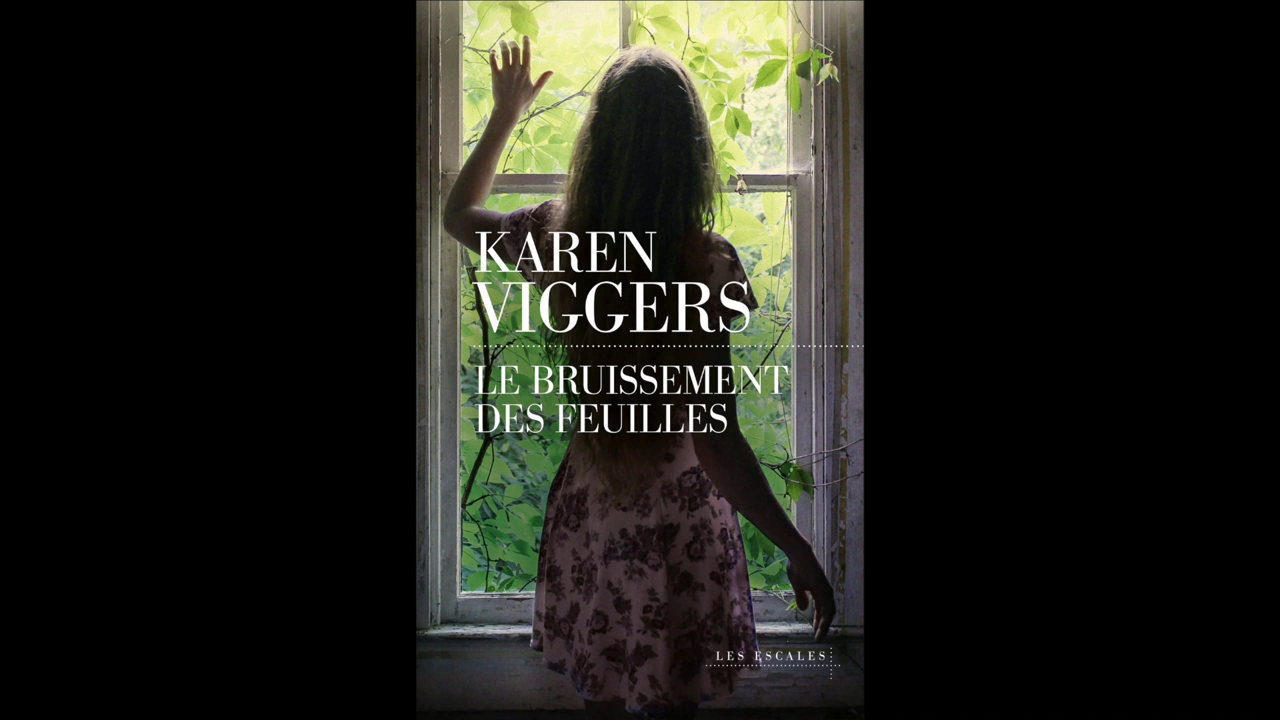 KAREN
VIGGERS
LE BRUISSEMENT
DES FEUILLES
LES ESCALES